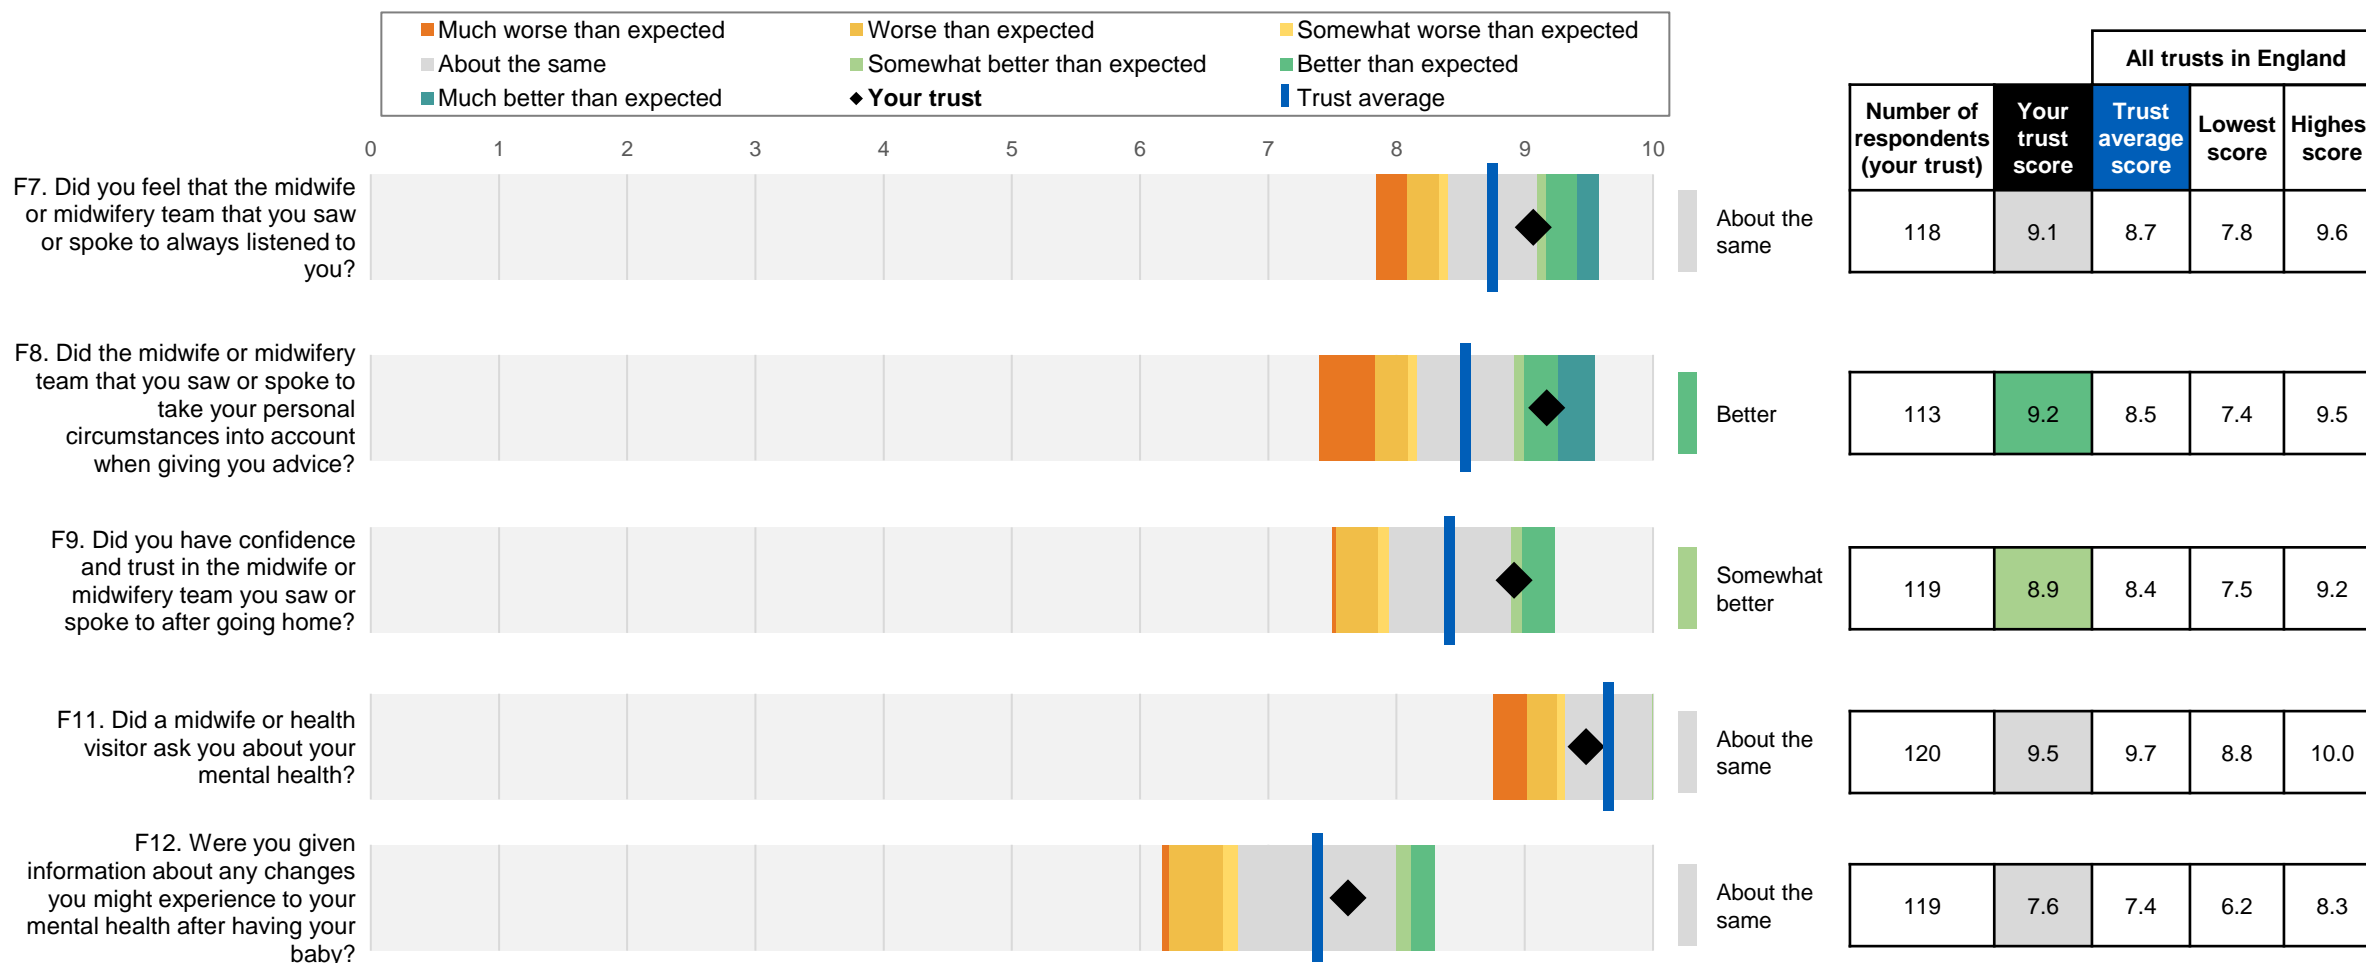 Much worse than expected
Worse than expected
Somewhat worse than expected
About the same
Somewhat better than expected
Better than expected
Much better than expected
Your trust
Trust average
All trusts in England
Number of
respondents
(your trust)
Your
trust
score
Trust
average
score
Lowest
score
Highes
score
0 1 2 3 4 5 6 7 8 9 10
F7. Did you feel that the midwife
or midwifery team that you saw
or spoke to always listened to
you?
About the
same
118 9.1 8.7 7.8 9.6
F8. Did the midwife or midwifery
team that you saw or spoke to
take your personal
circumstances into account
when giving you advice?
Better
113 9.2 8.5 7.4 9.5
F9. Did you have confidence
and trust in the midwife or
midwifery team you saw or
spoke to after going home?
Somewhat
better
119 8.9 8.4 7.5 9.2
F11. Did a midwife or health
visitor ask you about your
mental health?
About the
same
120 9.5 9.7 8.8 10.0
F12. Were you given
information about any changes
you might experience to your
mental health after having your
baby?
About the
same
119 7.6 7.4 6.2 8.3